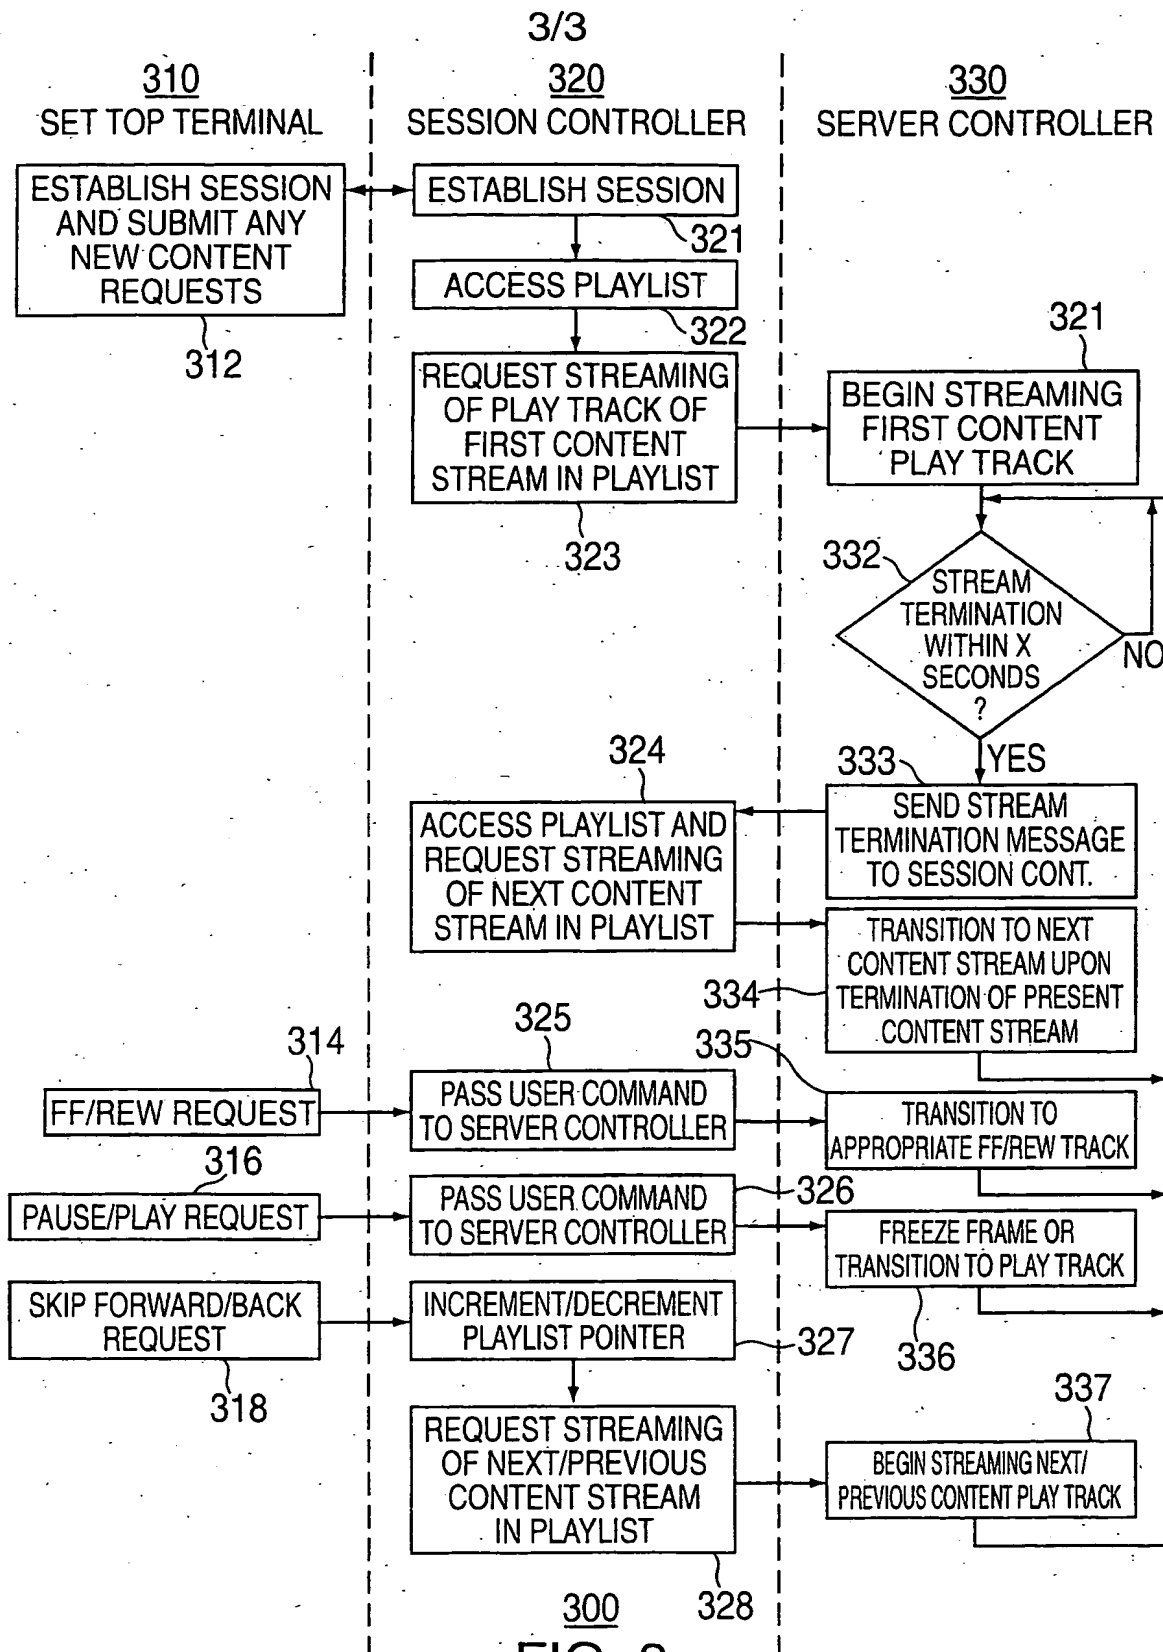 3/3
310
SET TOP TERMINAL
320
SESSION CONTROLLER
330
SERVER CONTROLLER
ESTABLISH SESSION
AND SUBMIT ANY
NEW CONTENT
REQUESTS
312
ESTABLISH SESSION
321
ACCESS PLAYLIST
322
REQUEST STREAMING
OF PLAY TRACK OF
FIRST CONTENT
STREAM IN PLAYLIST
323
321
BEGIN STREAMING
FIRST CONTENT
PLAY TRACK
332
STREAM
TERMINATION
WITHIN X
SECONDS
?
NO
YES
324
ACCESS PLAYLIST AND
REQUEST STREAMING
OF NEXT CONTENT
STREAM IN PLAYLIST
333
SEND STREAM
TERMINATION MESSAGE
TO SESSION CONT.
334
TRANSITION TO NEXT
CONTENT STREAM UPON
TERMINATION OF PRESENT
CONTENT STREAM
314
FF/REW REQUEST
325
PASS USER COMMAND
TO SERVER CONTROLLER
335
TRANSITION TO
APPROPRIATE FF/REW TRACK
316
PAUSE/PLAY REQUEST
PASS USER COMMAND
TO SERVER CONTROLLER
326
FREEZE FRAME OR
TRANSITION TO PLAY TRACK
336
SKIP FORWARD/BACK
REQUEST
318
INCREMENT/DECREMENT
PLAYLIST POINTER
327
REQUEST STREAMING
OF NEXT/PREVIOUS
CONTENT STREAM
IN PLAYLIST
328
337
BEGIN STREAMING NEXT/
PREVIOUS CONTENT PLAY TRACK
300
FIG.